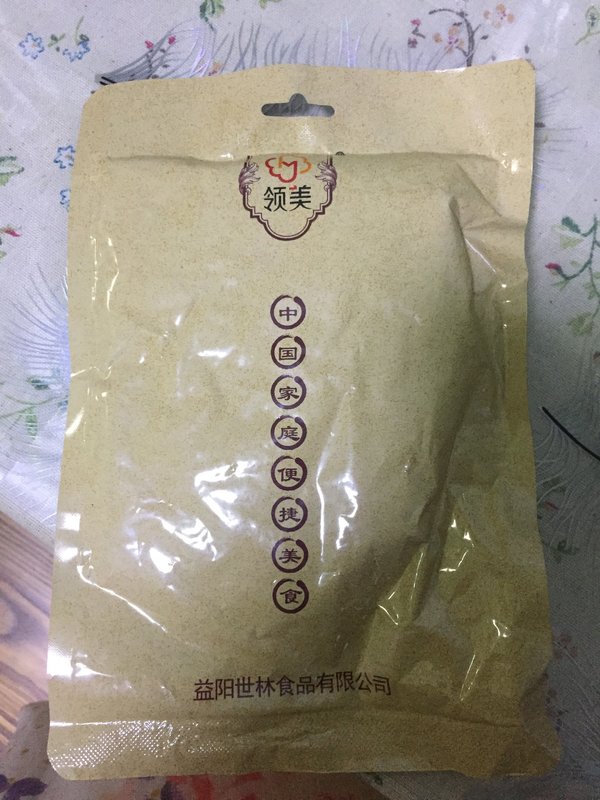 领美
中国家庭便捷美食
益阳世林食品有限公司